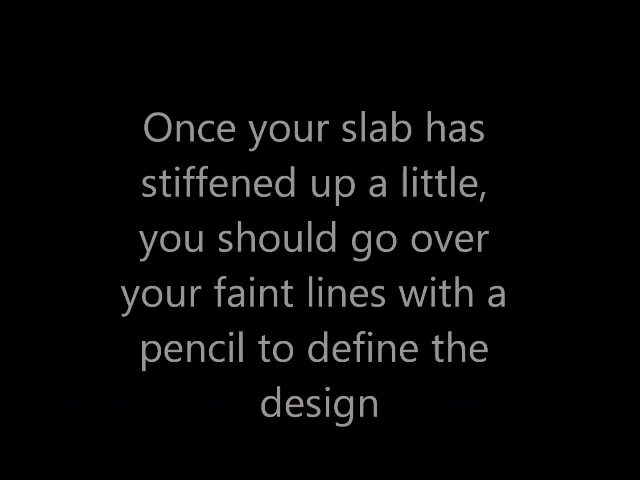 Once your slab has
stiffened up a little,
you should go over
your faint lines with a
pencil to define the
design